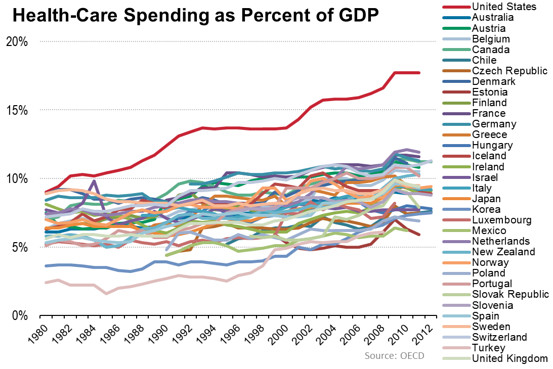 Health-Care Spending as Percent of GDP
20%
15%
10%
5%
0%
1980 1982 1984 1986 1988 1990 1992 1994 1996 1998 2000 2002 2004 2006 2008 2010 2012
Source: OECD
United States
Australia
Austria
Belgium
Canada
Chile
Czech Republic
Denmark
Estonia
Finland
France
Germany
Greece
Hungary
Iceland
Ireland
Israel
Italy
Japan
Korea
Luxembourg
Mexico
Netherlands
New Zealand
Norway
Poland
Portugal
Slovak Republic
Slovenia
Spain
Sweden
Switzerland
Turkey
United Kingdom